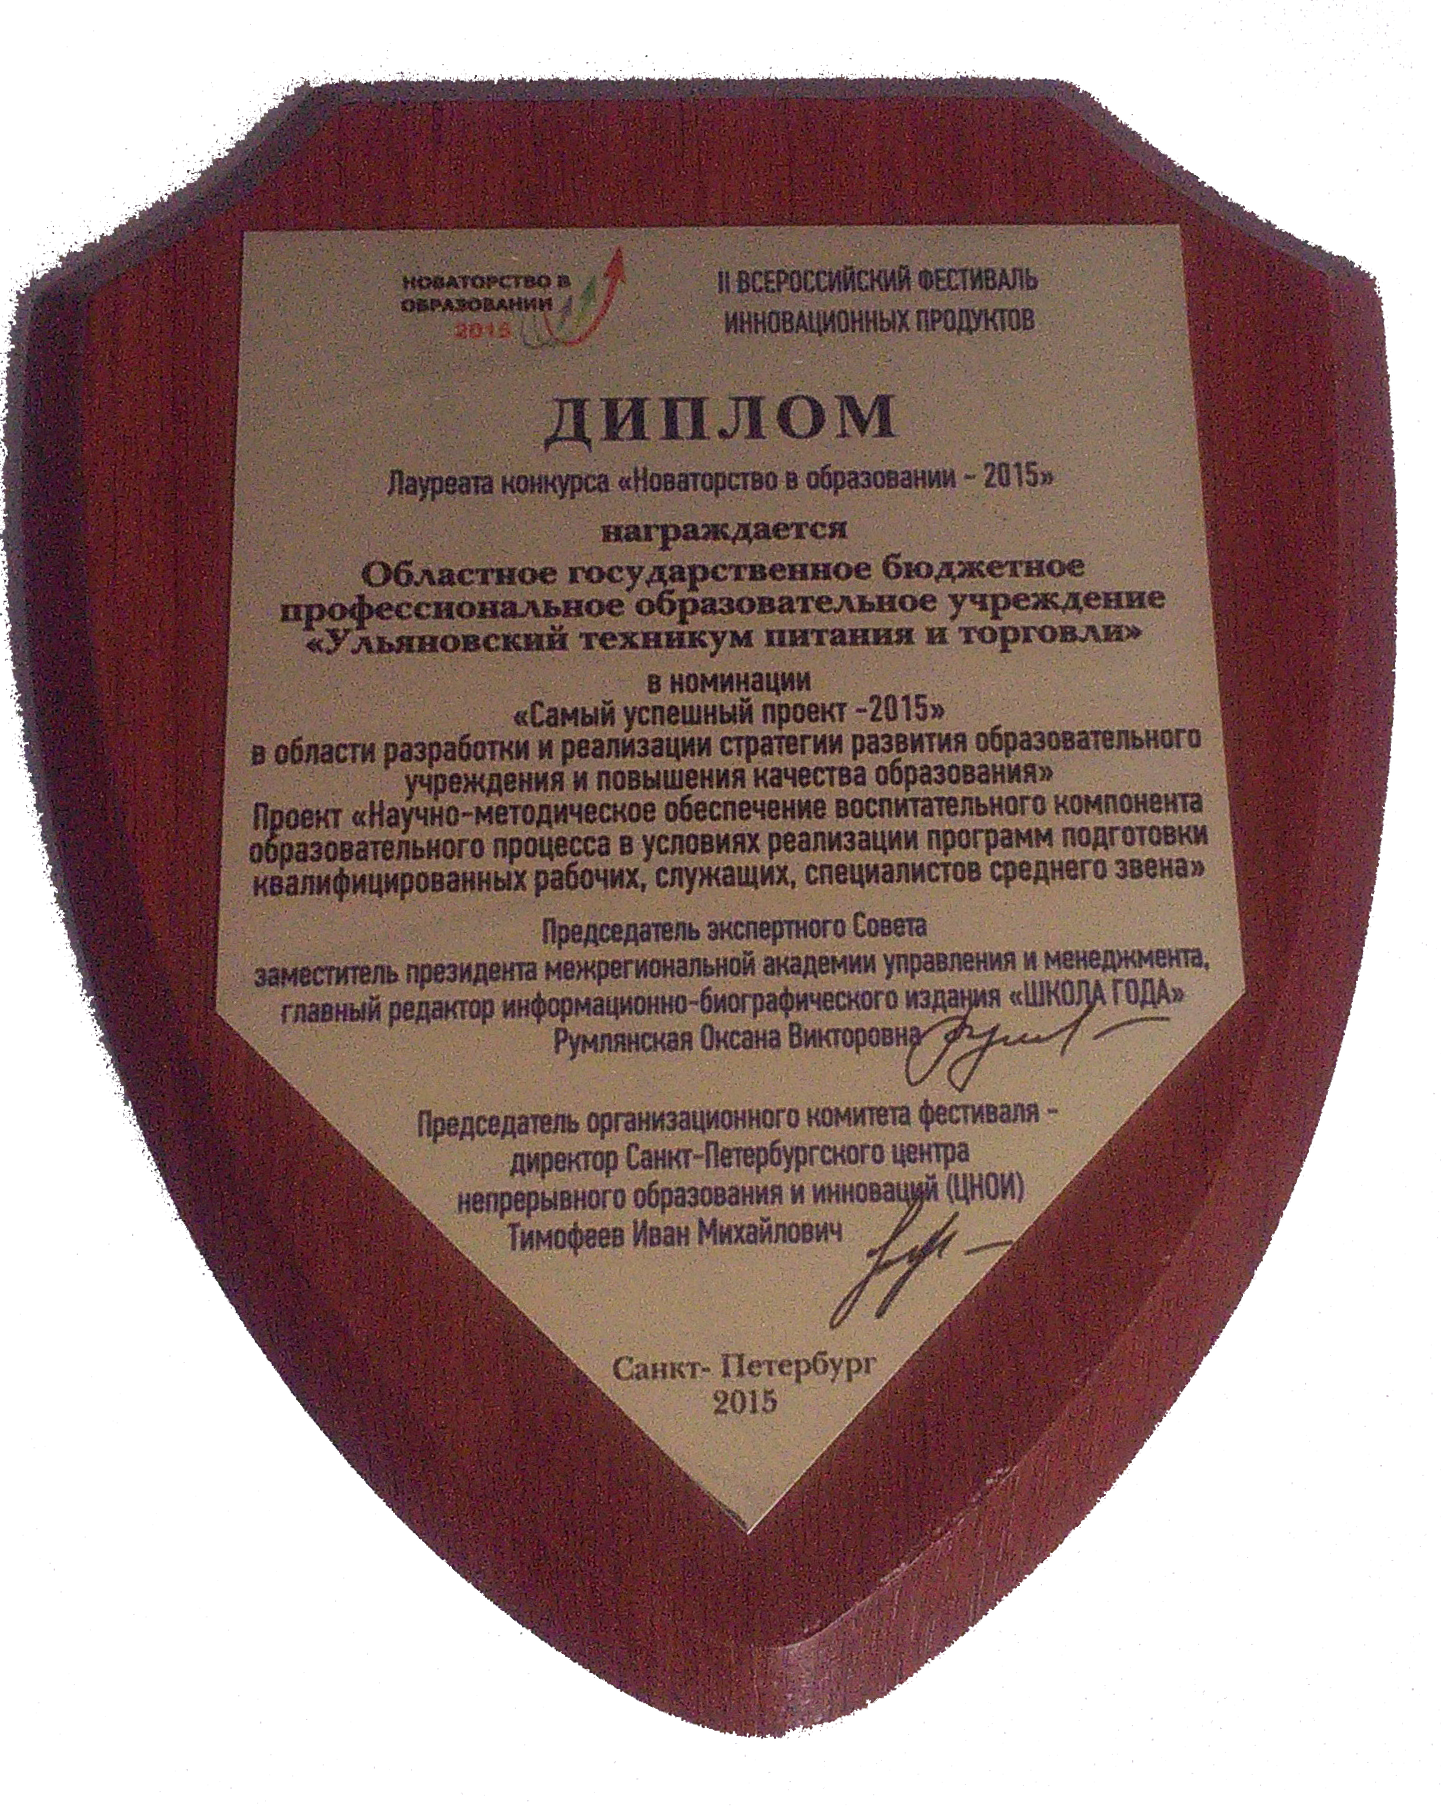 НОВАТОРСТВО В
ОБРАЗОВАНИИ
2015
II ВСЕРОССИЙСКИЙ ФЕСТИВАЛЬ
ИННОВАЦИОННЫХ ПРОДУКТОВ
ДИПЛОМ
Лауреата конкурса «Новаторство в образовании - 2015»
награждается
Областное государственное бюджетное
профессиональное образовательное учреждение
«Ульяновский техникум питания и торговли»
в номинации
«Самый успешный проект -2015»
в области разработки и реализации стратегии развития образовательного
учреждения и повышения качества образования»
Проект «Научно-методическое обеспечение воспитательного компонента
образовательного процесса в условиях реализации программ подготовки
квалифицированных рабочих, служащих, специалистов среднего звена»
Председатель экспертного Совета
заместитель президента межрегиональной академии управления и менеджмента,
главный редактор информационно-биографического издания «ШКОЛА ГОДА»
Румлянская Оксана Викторовна
Председатель организационного комитета фестиваля -
директор Санкт-Петербургского центра
непрерывного образования и инноваций (ЦНОИ)
Тимофеев Иван Михайлович
Санкт- Петербург
2015